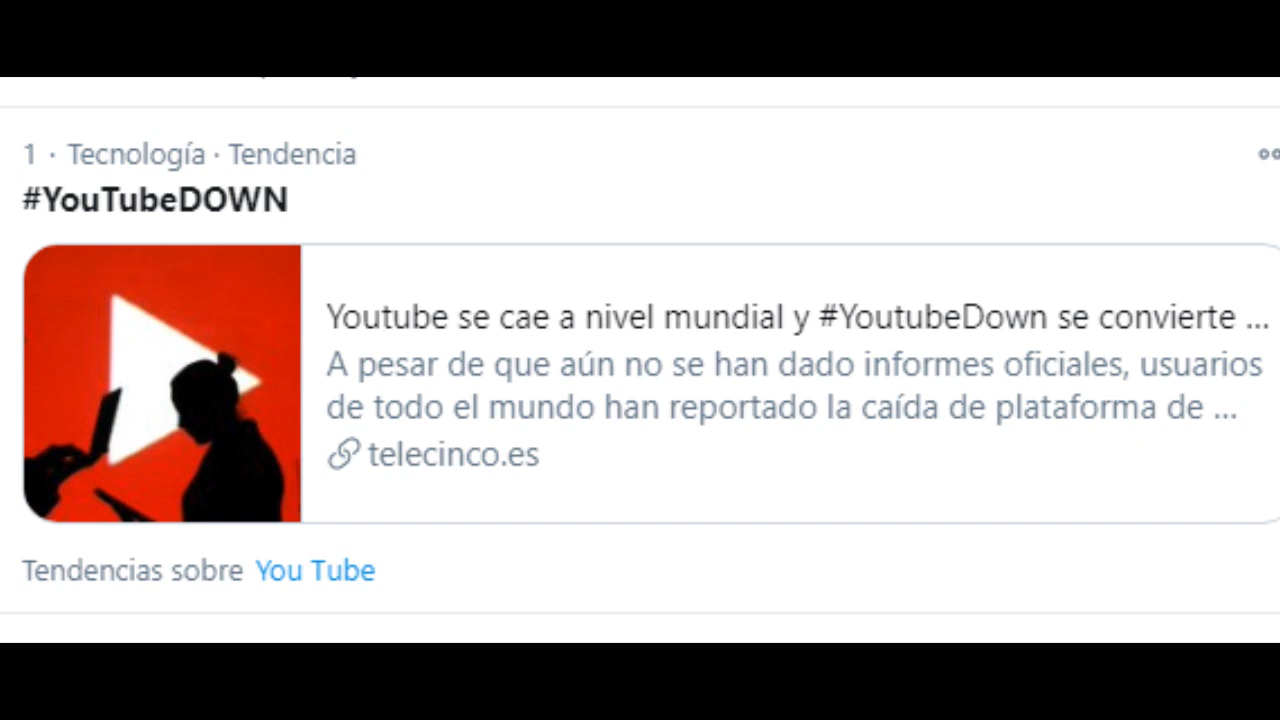 1 · Tecnología · Tendencia
#YouTubeDOWN
Youtube se cae a nivel mundial y #YoutubeDown se convierte ...
A pesar de que aún no se han dado informes oficiales, usuarios
de todo el mundo han reportado la caída de plataforma de ...
telecinco.es
Tendencias sobre You Tube